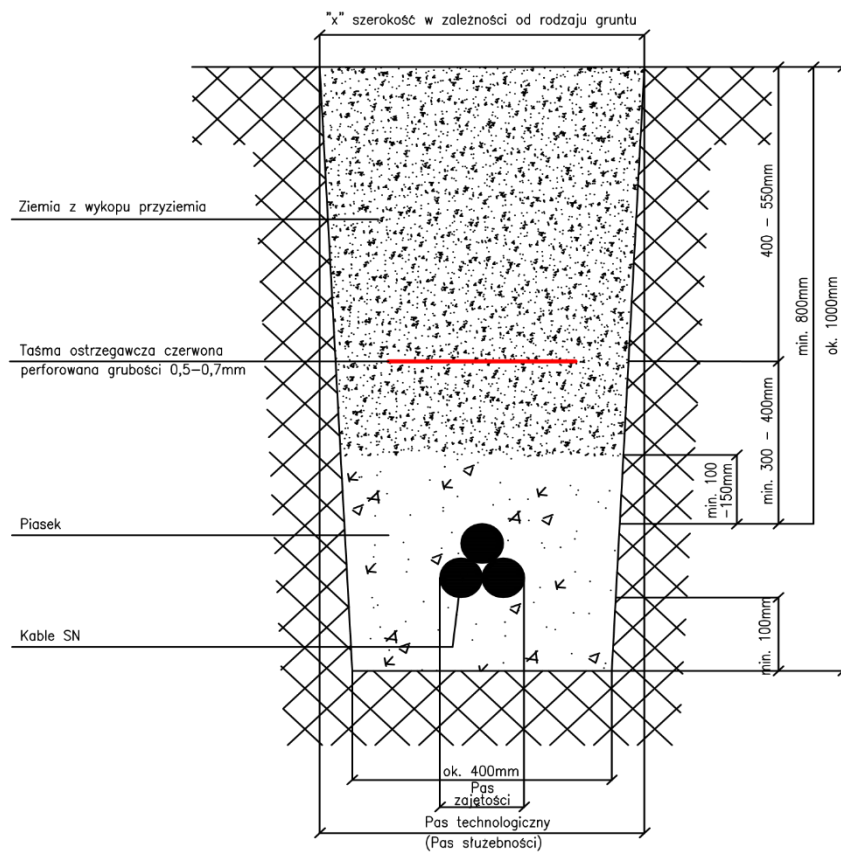 "x" szerokość w zależności od rodzaju gruntu
Ziemia z wykopu przyziemia
400 – 550mm
min. 800mm
ok. 1000mm
Taśma ostrzegawcza czerwona
perforowana grubości 0,5–0,7mm
min. 300 – 400mm
min. 100
-150mm
Piasek
Kable SN
min. 100mm
ok. 400mm
Pas
zajętości
Pas technologiczny
(Pas służebności)